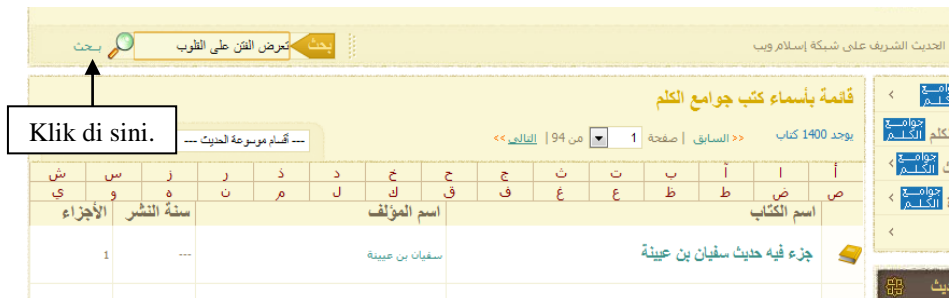 الحديث الشريف على شبكة إسلام ويب
بحث
تعرض الفتن على القلوب
بـحث
Klik di sini.
قائمة بأسماء كتب جوامع الكلم
يوجد 1400 كتاب
<< السابق | صفحة 1 من 94 | التالى >>
--- أقسام موسوعة الحديث ---
أ ا آ ب ت ث ج ح خ د ذ ر ز س ش
ص ض ط ظ ع غ ف ق ك ل م ن ه و ي
اسم الكتاب اسم المؤلف سنة النشر الأجزاء
جزء فيه حديث سفيان بن عيينة سفيان بن عيينة --- 1
جوامع الكلم
جوامع الكلم
جوامع الكلم
جوامع الكلم